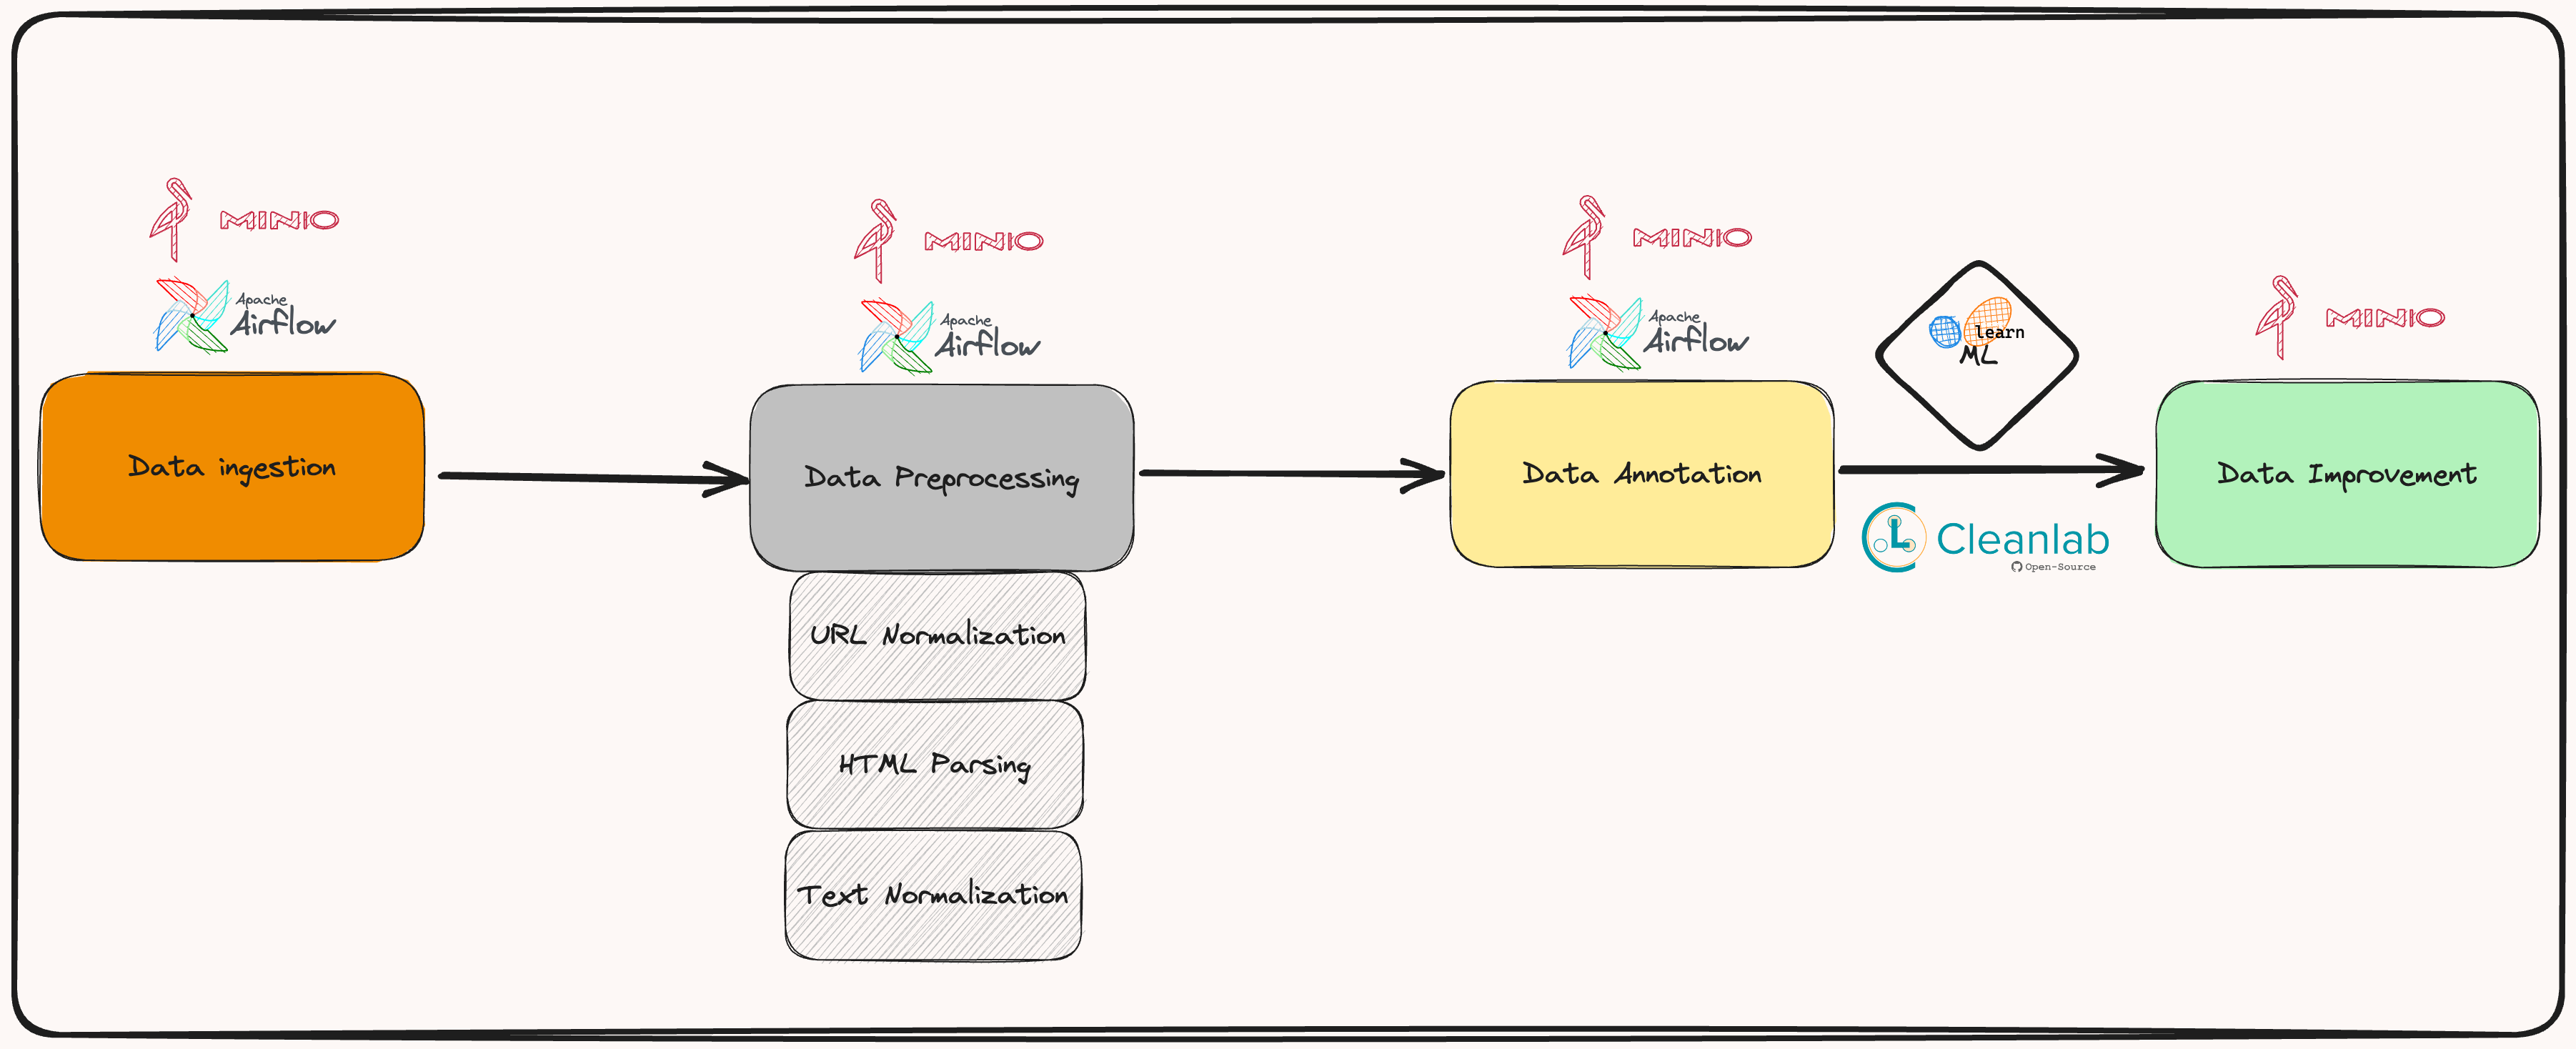 MINIO
Apache
Airflow
Data ingestion
MINIO
Apache
Airflow
Data Preprocessing
URL Normalization
HTML Parsing
Text Normalization
MINIO
Apache
Airflow
Data Annotation
learn
ML
L Cleanlab
Open-Source
MINIO
Data Improvement